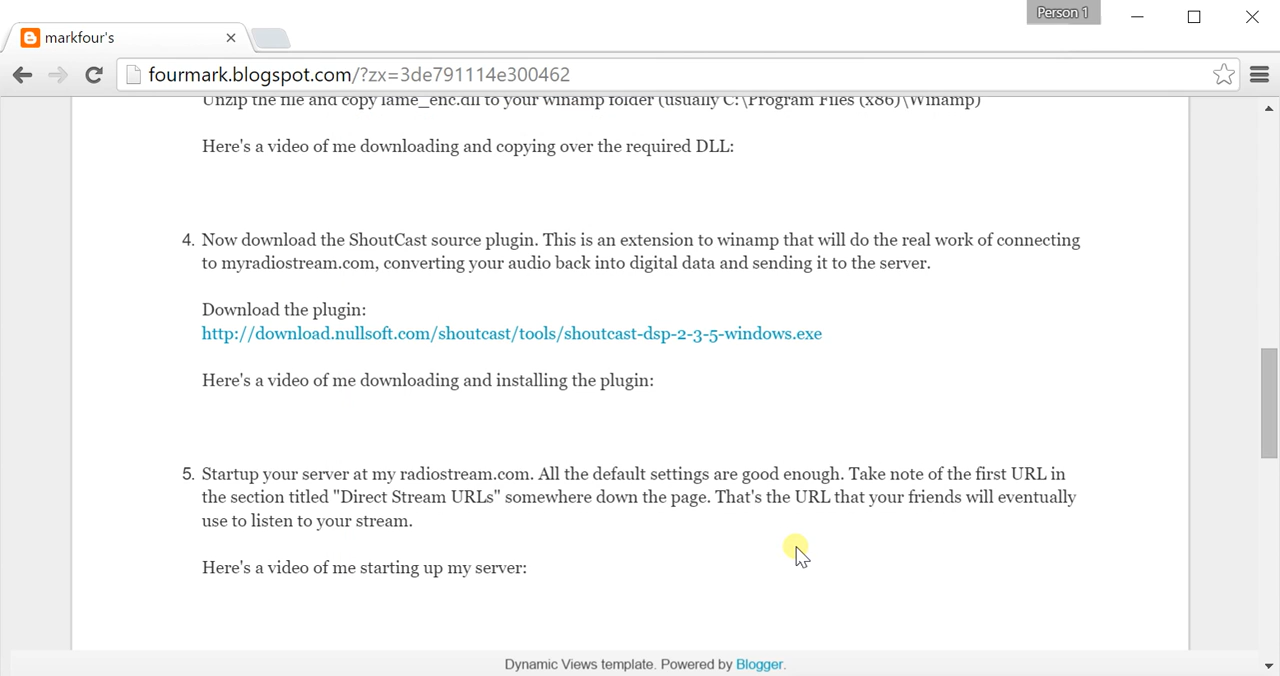 Person 1
markfour's
fourmark.blogspot.com/?zx=3de791114e300462
Unzip the file and copy lame_enc.dll to your winamp folder (usually C:\Program Files (x86)\Winamp)
Here's a video of me downloading and copying over the required DLL:
4. Now download the ShoutCast source plugin. This is an extension to winamp that will do the real work of connecting
to myradiostream.com, converting your audio back into digital data and sending it to the server.
Download the plugin:
http://download.nullsoft.com/shoutcast/tools/shoutcast-dsp-2-3-5-windows.exe
Here's a video of me downloading and installing the plugin:
5. Startup your server at my radiostream.com. All the default settings are good enough. Take note of the first URL in
the section titled "Direct Stream URLs" somewhere down the page. That's the URL that your friends will eventually
use to listen to your stream.
Here's a video of me starting up my server:
Dynamic Views template. Powered by Blogger.